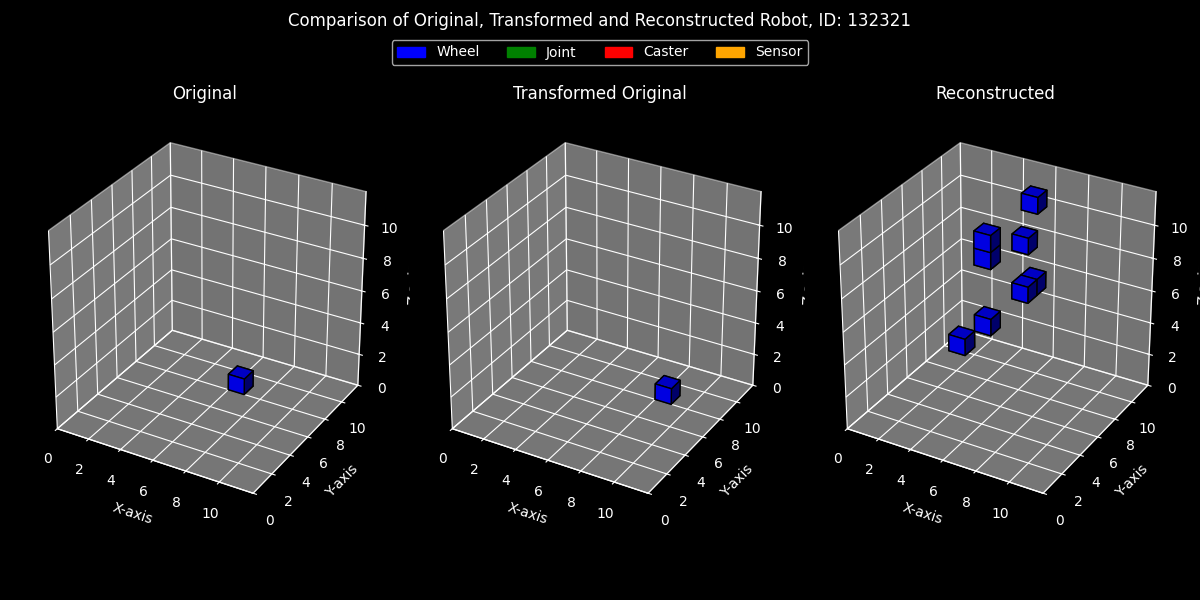 Comparison of Original, Transformed and Reconstructed Robot, ID: 132321
Wheel Joint Caster Sensor
Original Transformed Original Reconstructed
10 10 10
8 8 8
6 6 6
4 4 4
2 2 2
0 0 0
0 2 4 6 8 10 0 2 4 6 8 10 0 2 4 6 8 10
0 2 4 6 8 10 0 2 4 6 8 10 0 2 4 6 8 10
X-axis Y-axis X-axis Y-axis X-axis Y-axis